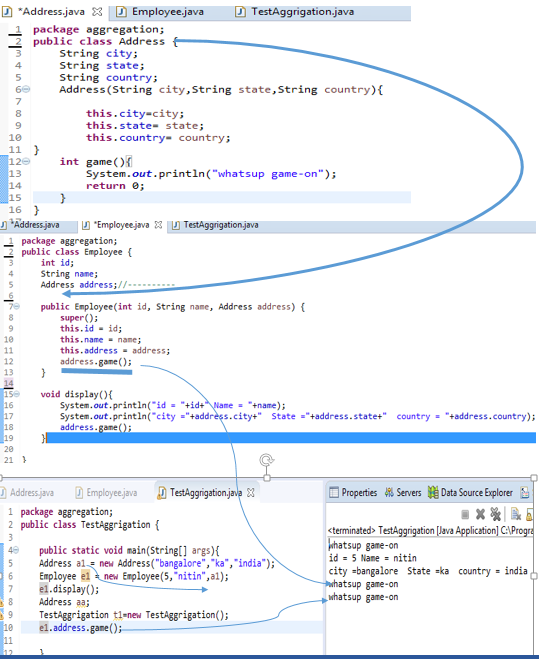 *Address.java Employee.java TestAggrigation.java
1 package aggregation;
2 public class Address {
3 String city;
4 String state;
5 String country;
6 Address(String city,String state,String country){
7
8 this.city=city;
9 this.state= state;
10 this.country= country;
11 }
12 int game(){
13 System.out.println("whatsup game-on");
14 return 0;
15 }
16 }
*Address.java *Employee.java TestAggrigation.java
1 package aggregation;
2 public class Employee {
3 int id;
4 String name;
5 Address address;//----------
6
7 public Employee(int id, String name, Address address) {
8 super();
9 this.id = id;
10 this.name = name;
11 this.address = address;
12 address.game();
13 }
14
15 void display(){
16 System.out.println("id = "+id+" Name = "+name);
17 System.out.println("city ="+address.city+" State ="+address.state+" country = "+address.country);
18 address.game();
19 }
20
21 }
Address.java Employee.java TestAggrigation.java
1 package aggregation;
2 public class TestAggrigation {
3
4 public static void main(String[] args){
5 Address a1= new Address("bangalore","ka","india");
6 Employee e1 = new Employee(5,"nitin",a1);
7 e1.display();
8 Address aa;
9 TestAggrigation t1=new TestAggrigation();
10 e1.address.game();
11
12 }
Properties Servers Data Source Explorer
<terminated> TestAggrigation [Java Application] C:\Progra
whatsup game-on
id = 5 Name = nitin
city =bangalore State =ka country = india
whatsup game-on
whatsup game-on